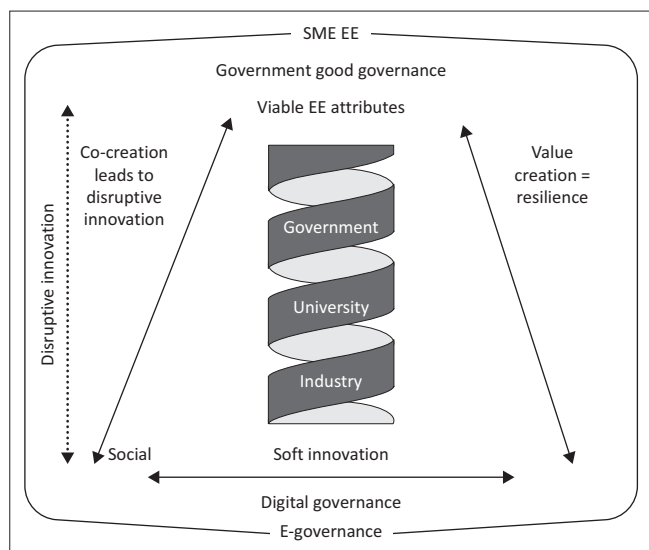 SME EE
Government good governance
Viable EE attributes
Co-creation
leads to
disruptive
innovation
Value
creation =
resilience
Disruptive innovation
Government
University
Industry
Social
Soft innovation
Digital governance
E-governance